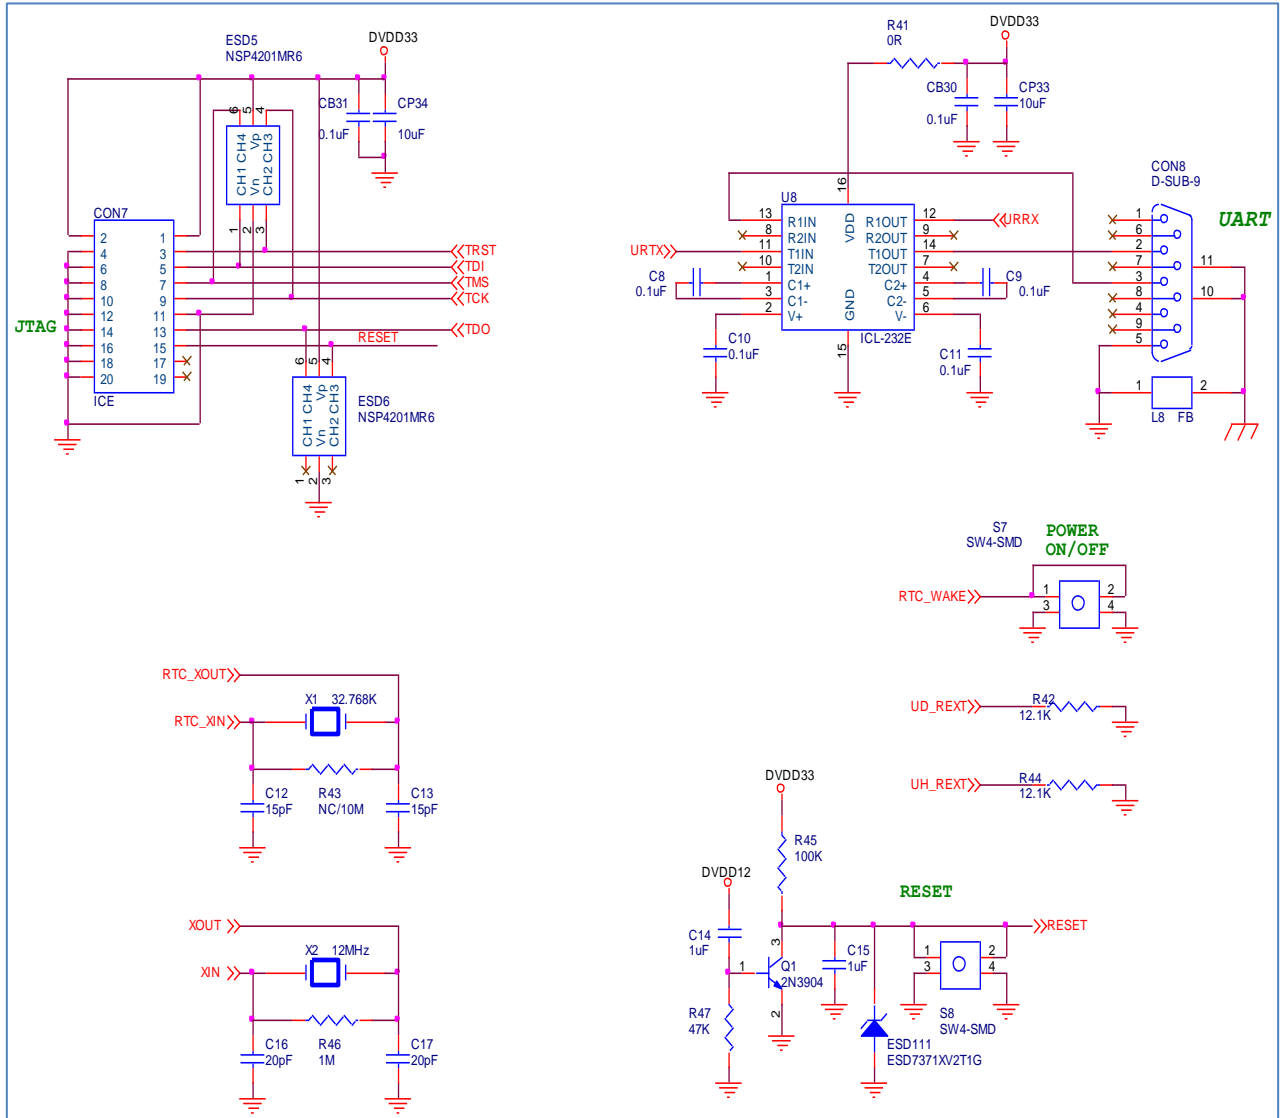 ESD5
NSP4201MR6
DVDD33
CB31
0.1uF
CP34
10uF
6 5 4
CH1 CH4
Vn Vp
CH2 CH3
1 2 3
CON7
2 1
4 3
6 5
8 7
10 9
12 11
14 13
16 15
18 17
20 19
ICE
JTAG
TRST
TDI
TMS
TCK
TDO
RESET
6 5 4
CH1 CH4
Vn Vp
CH2 CH3
1 2 3
ESD6
NSP4201MR6
R41
0R
DVDD33
CB30
0.1uF
CP33
10uF
U8
16
VDD
13 R1IN R1OUT 12
8 R2IN R2OUT 9
11 T1IN T1OUT 14
10 T2IN T2OUT 7
1 C1+ C2+ 4
3 C1- C2- 5
2 V+ V- 6
GND
15
ICL-232E
URTX
URRX
C8
0.1uF
C9
0.1uF
C10
0.1uF
C11
0.1uF
CON8
D-SUB-9
UART
1
6
2
7
3
8
4
9
5
11
10
1 2
L8 FB
S7
SW4-SMD
POWER
ON/OFF
RTC_WAKE
1 2
3 4
UD_REXT
R42
12.1K
UH_REXT
R44
12.1K
RTC_XOUT
X1 32.768K
RTC_XIN
C12
15pF
R43
NC/10M
C13
15pF
XOUT
X2 12MHz
XIN
C16
20pF
R46
1M
C17
20pF
DVDD33
R45
100K
DVDD12
C14
1uF
R47
47K
1
3
2
Q1
2N3904
C15
1uF
RESET
RESET
1 2
3 4
S8
SW4-SMD
ESD111
ESD7371XV2T1G